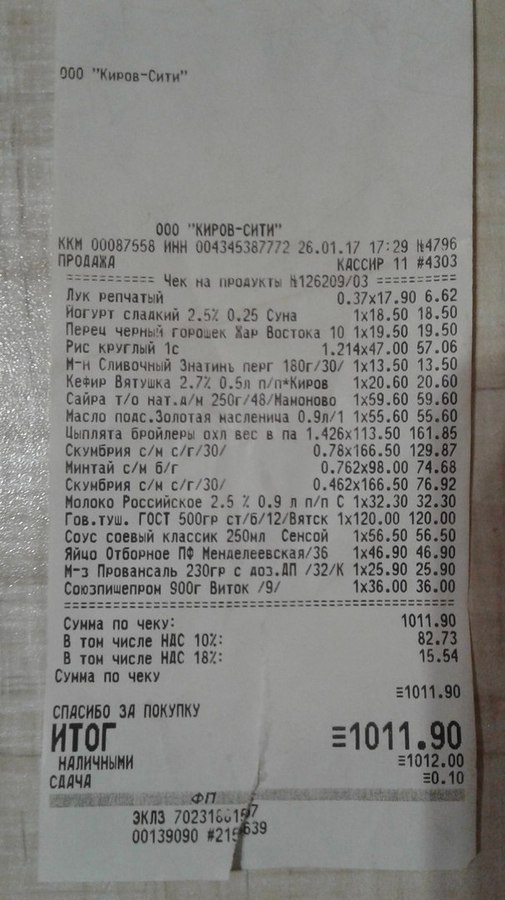 ООО "Киров-Сити"
ООО "КИРОВ-СИТИ"
ККМ 00087558 ИНН 004345387772 26.01.17 17:29 №4796
ПРОДАЖА КАССИР 11 #4303
========== Чек на продукты №126209/03 =========
Лук репчатый 0.37x17.90 6.62
Йогурт сладкий 2.5% 0.25 Суна 1x18.50 18.50
Перец черный горошек Хар Востока 10 1x19.50 19.50
Рис круглый 1с 1.214x47.00 57.06
М-н Сливочный Знатинь перг 180г/30/ 1x13.50 13.50
Кефир Вятушка 2.7% 0.5л п/п*Киров 1x20.60 20.60
Сайра т/о нат.д/м 250г/48/Мамоново 1x59.60 59.60
Масло подс.Золотая масленица 0.9л/1 1x55.60 55.60
Цыплята бройлеры охл вес в па 1.426x113.50 161.85
Скумбрия с/м с/г/30/ 0.78x166.50 129.87
Минтай с/м б/г 0.762x98.00 74.68
Скумбрия с/м с/г/30/ 0.462x166.50 76.92
Молоко Российское 2.5 % 0.9 л п/п С 1x32.30 32.30
Гов.туш. ГОСТ 500гр ст/б/12/Вятск 1x120.00 120.00
Соус соевый классик 250мл Сенсой 1x56.50 56.50
Яйцо Отборное ПФ Менделеевская/36 1x46.90 46.90
М-з Провансаль 230гр с доз.ДП /32/К 1x25.90 25.90
Союзпищепром 900г Виток /9/ 1x36.00 36.00
Сумма по чеку: 1011.90
В том числе НДС 10%: 82.73
В том числе НДС 18%: 15.54
Сумма по чеку
≡1011.90
СПАСИБО ЗА ПОКУПКУ
ИТОГ ≡1011.90
НАЛИЧНЫМИ ≡1012.00
СДАЧА ≡0.10
ФП
ЭКЛЗ
00139090